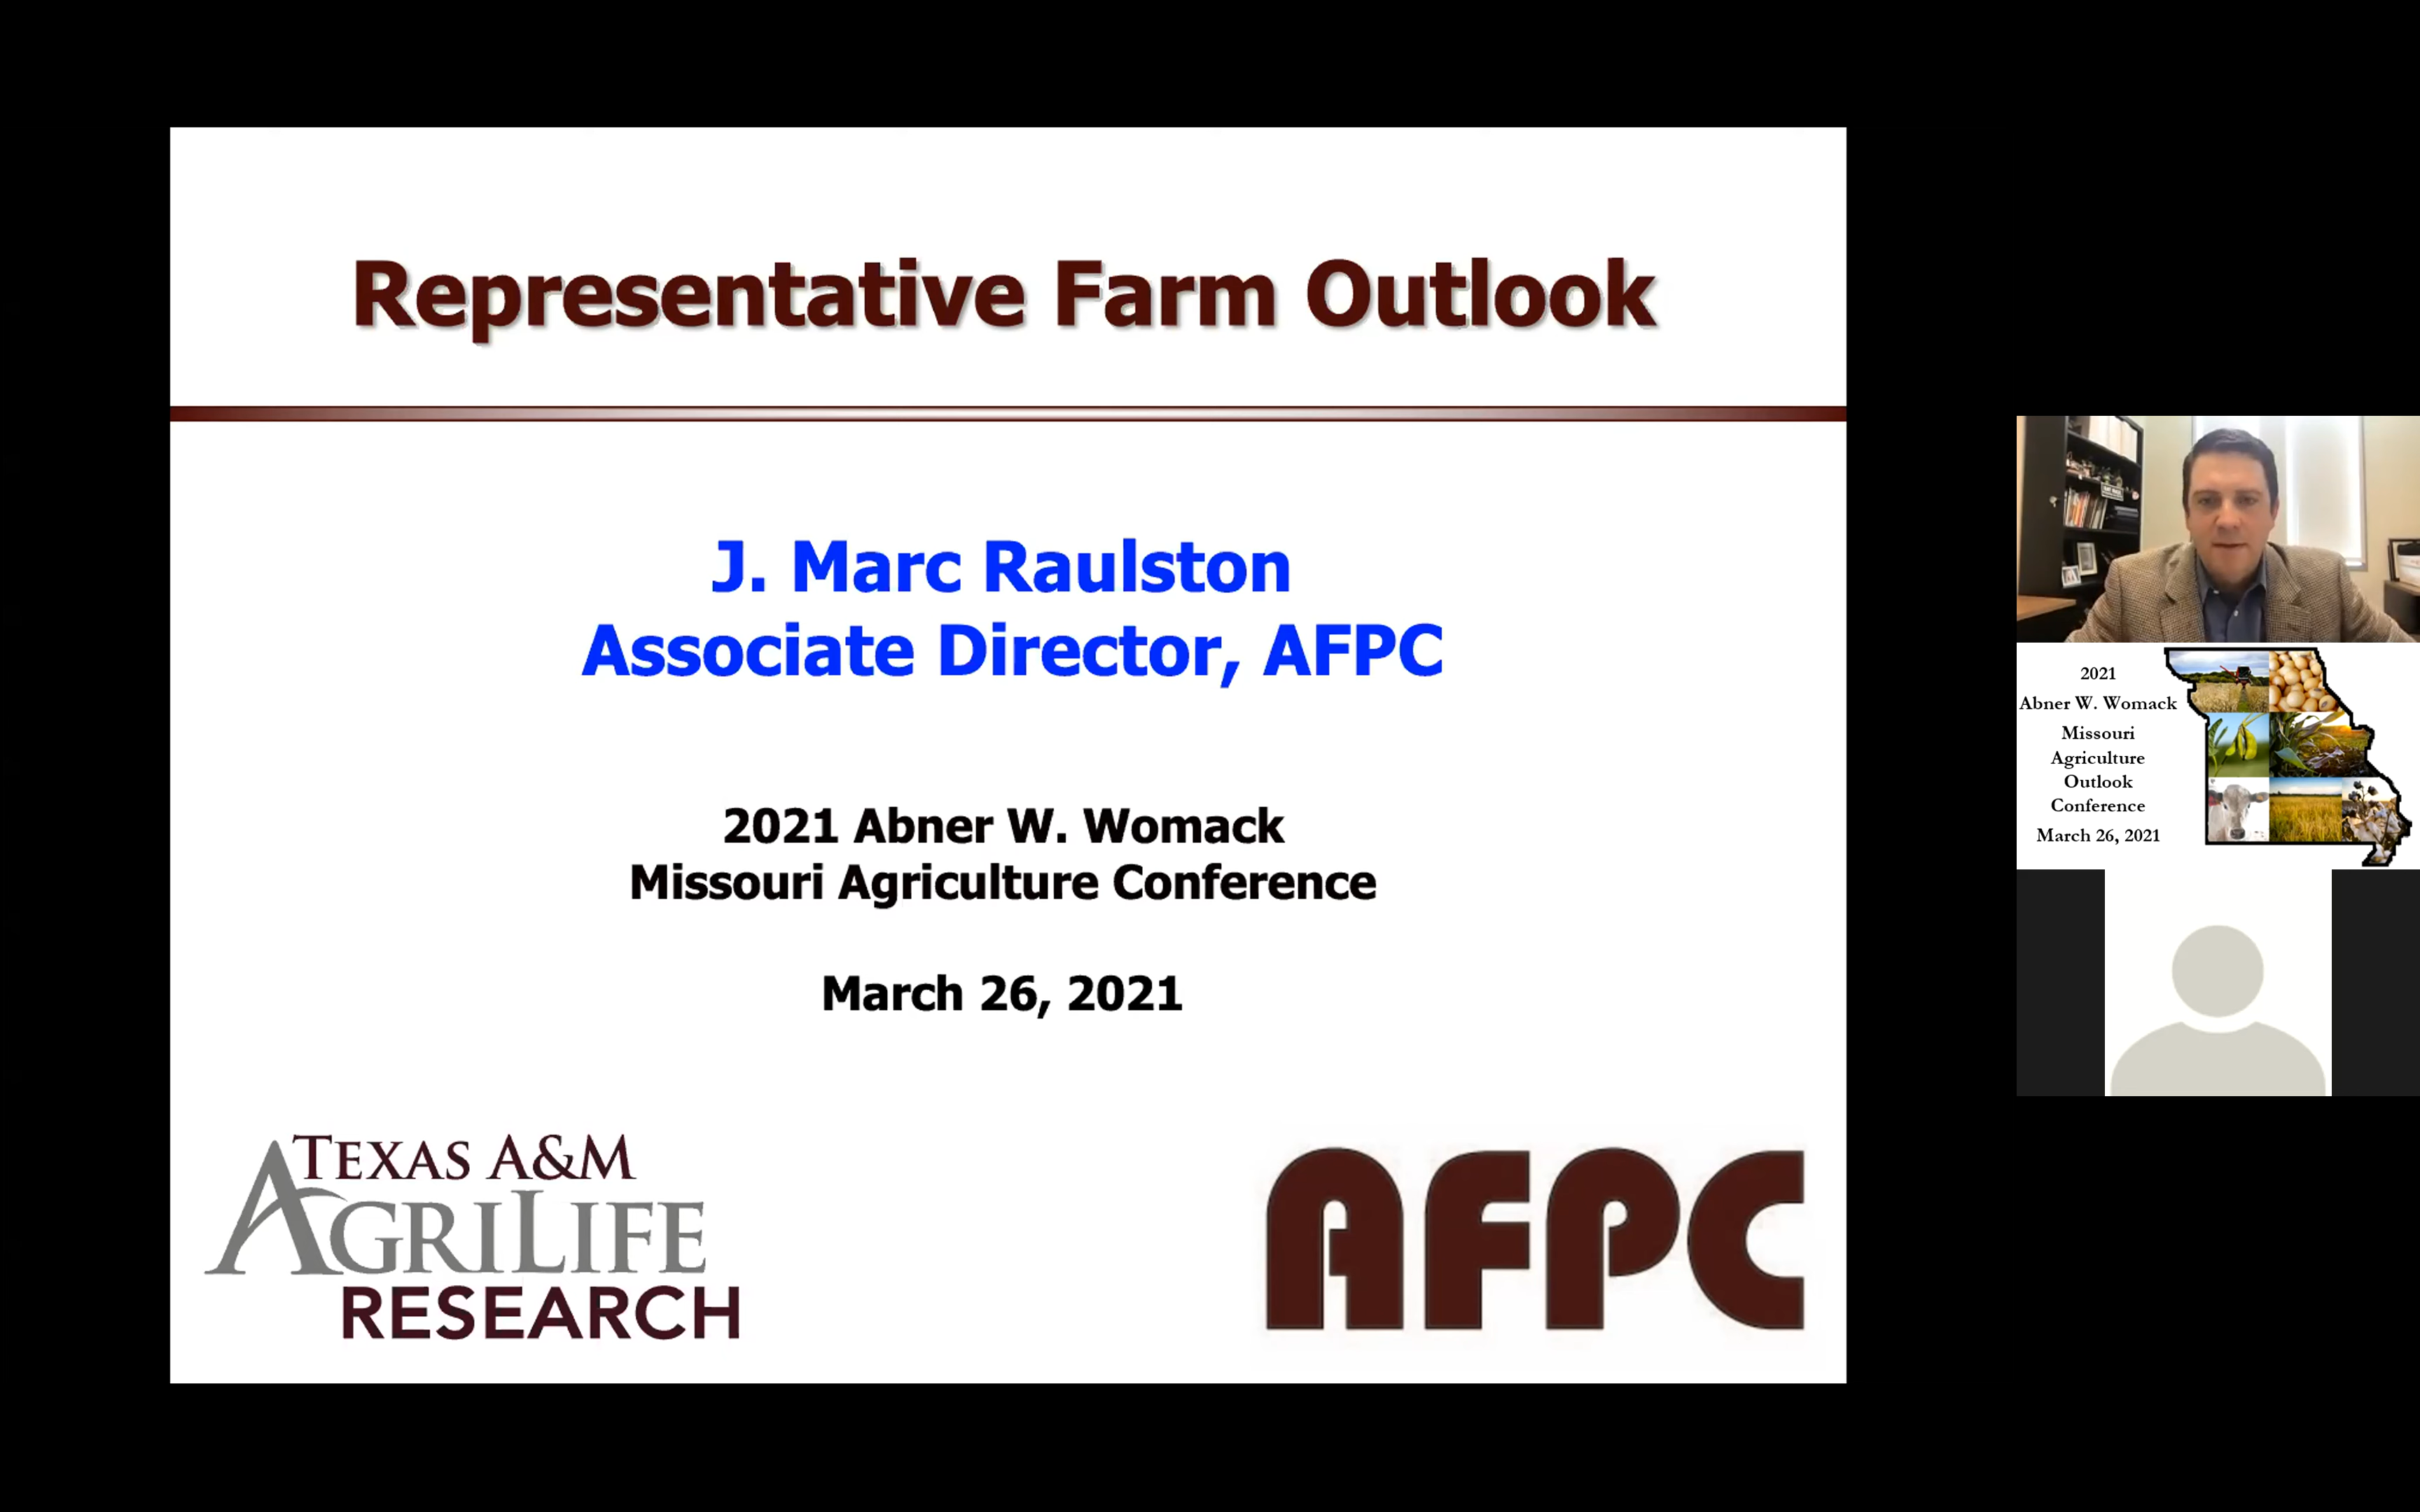 Representative Farm Outlook
J. Marc Raulston
Associate Director, AFPC
2021 Abner W. Womack
Missouri Agriculture Conference
March 26, 2021
TEXAS A&M
AGRILIFE
RESEARCH
AFPC
2021
Abner W. Womack
Missouri
Agriculture
Outlook
Conference
March 26, 2021